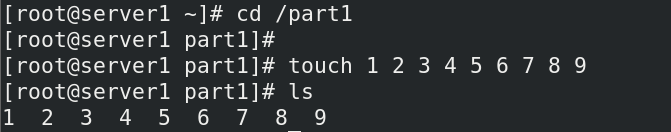 [root@server1 ~]# cd /part1
[root@server1 part1]#
[root@server1 part1]# touch 1 2 3 4 5 6 7 8 9
[root@server1 part1]# ls
1  2  3  4  5  6  7  8  9